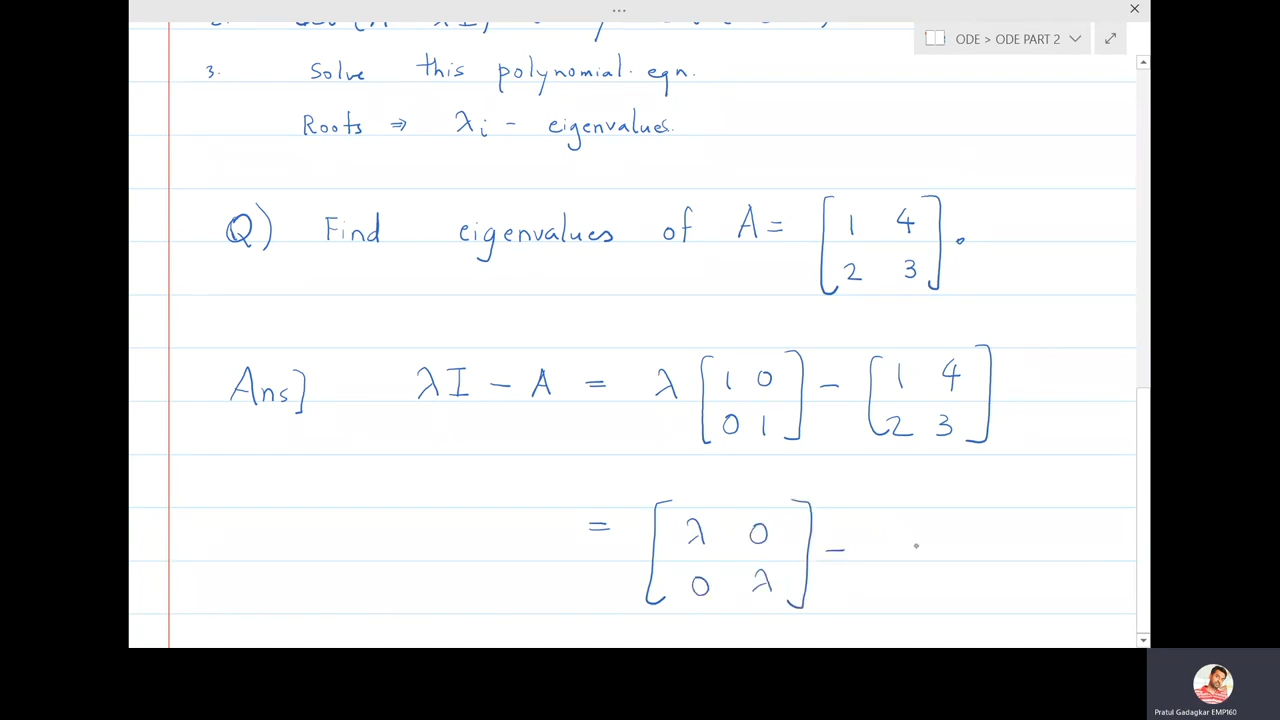 ODE > ODE PART 2
3. Solve this polynomial eqn.
Roots ⇒ λi - eigenvalues.
Q) Find eigenvalues of A = [1 4
2 3].
Ans] λI - A = λ [1 0 - [1 4
0 1] 2 3]
= [λ 0 -
0 λ]
Pratul Gadagkar EMP160